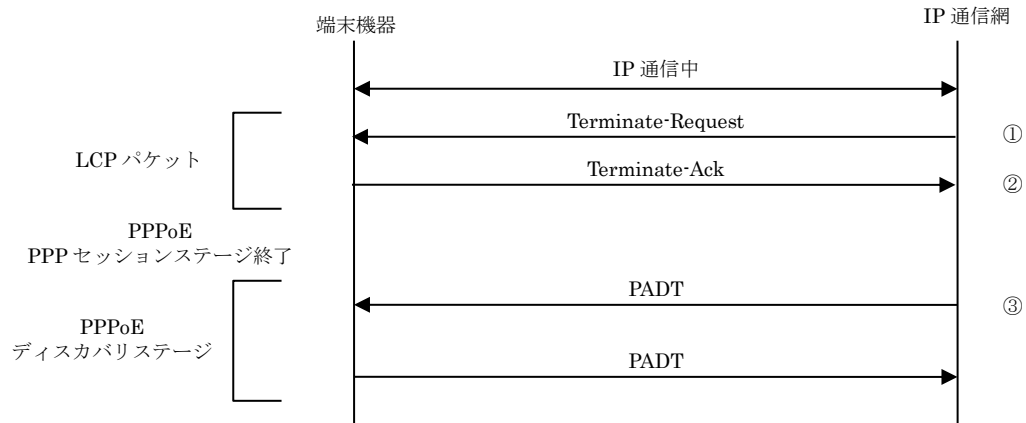 端末機器
IP 通信網
IP 通信中
Terminate-Request
①
LCP パケット
Terminate-Ack
②
PPPoE
PPP セッションステージ終了
PADT
③
PPPoE
ディスカバリステージ
PADT